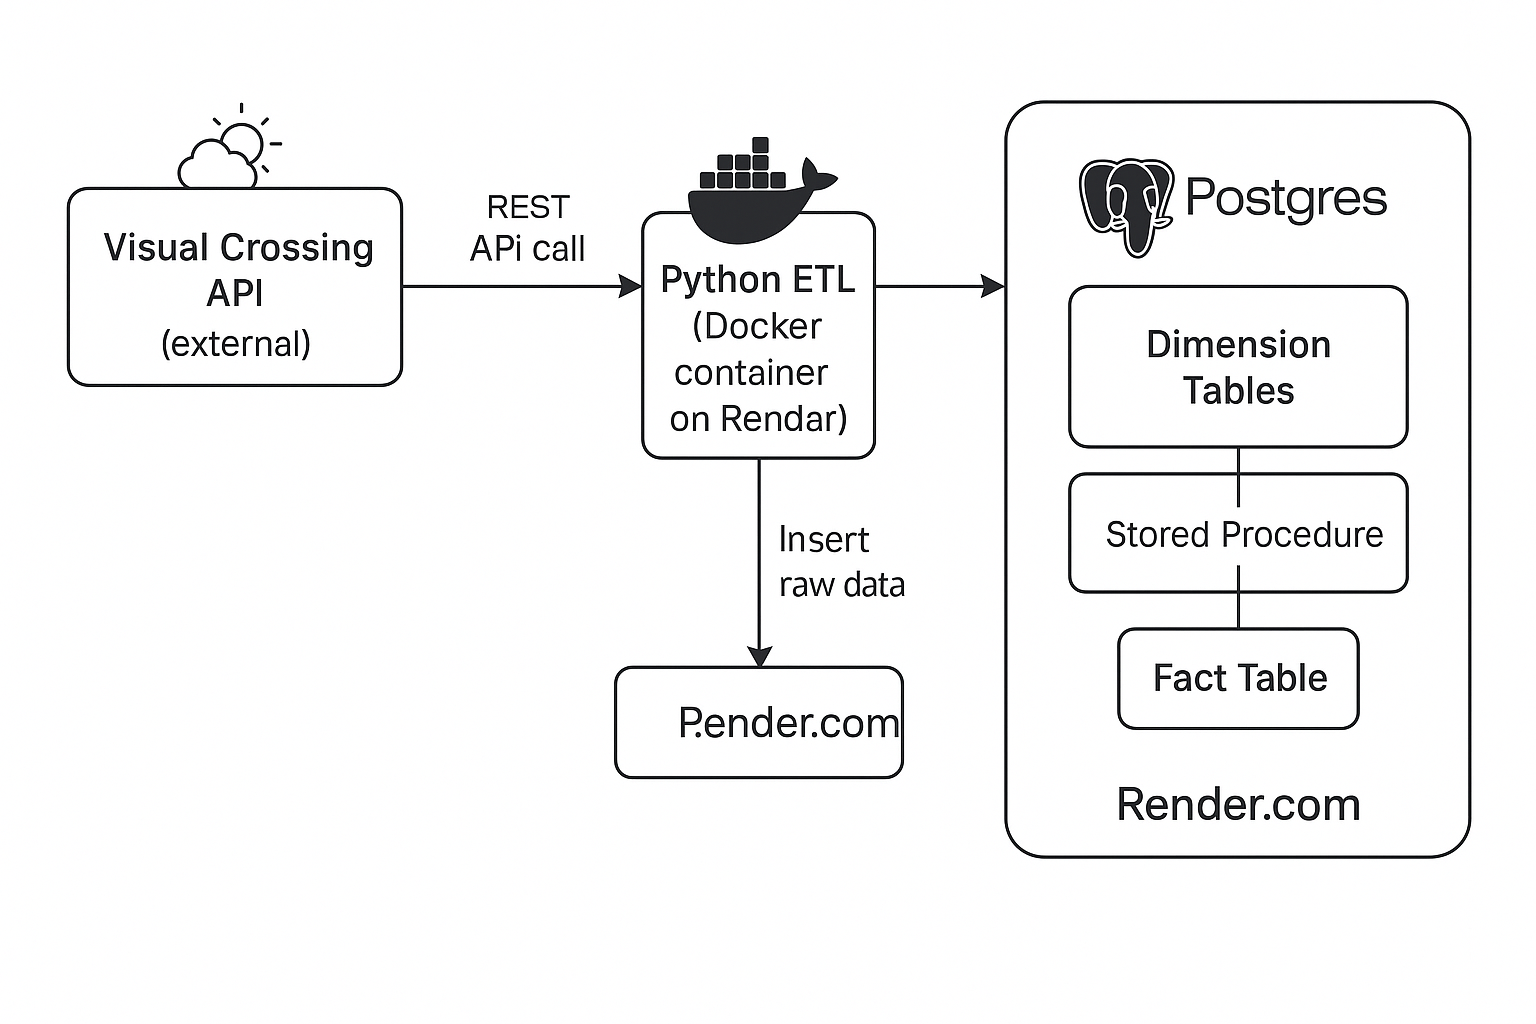 Visual Crossing
API
(external)
REST
APi call
Python ETL
(Docker
container
on Rendar)
Insert
raw data
P.ender.com
Postgres
Dimension
Tables
Stored Procedure
Fact Table
Render.com